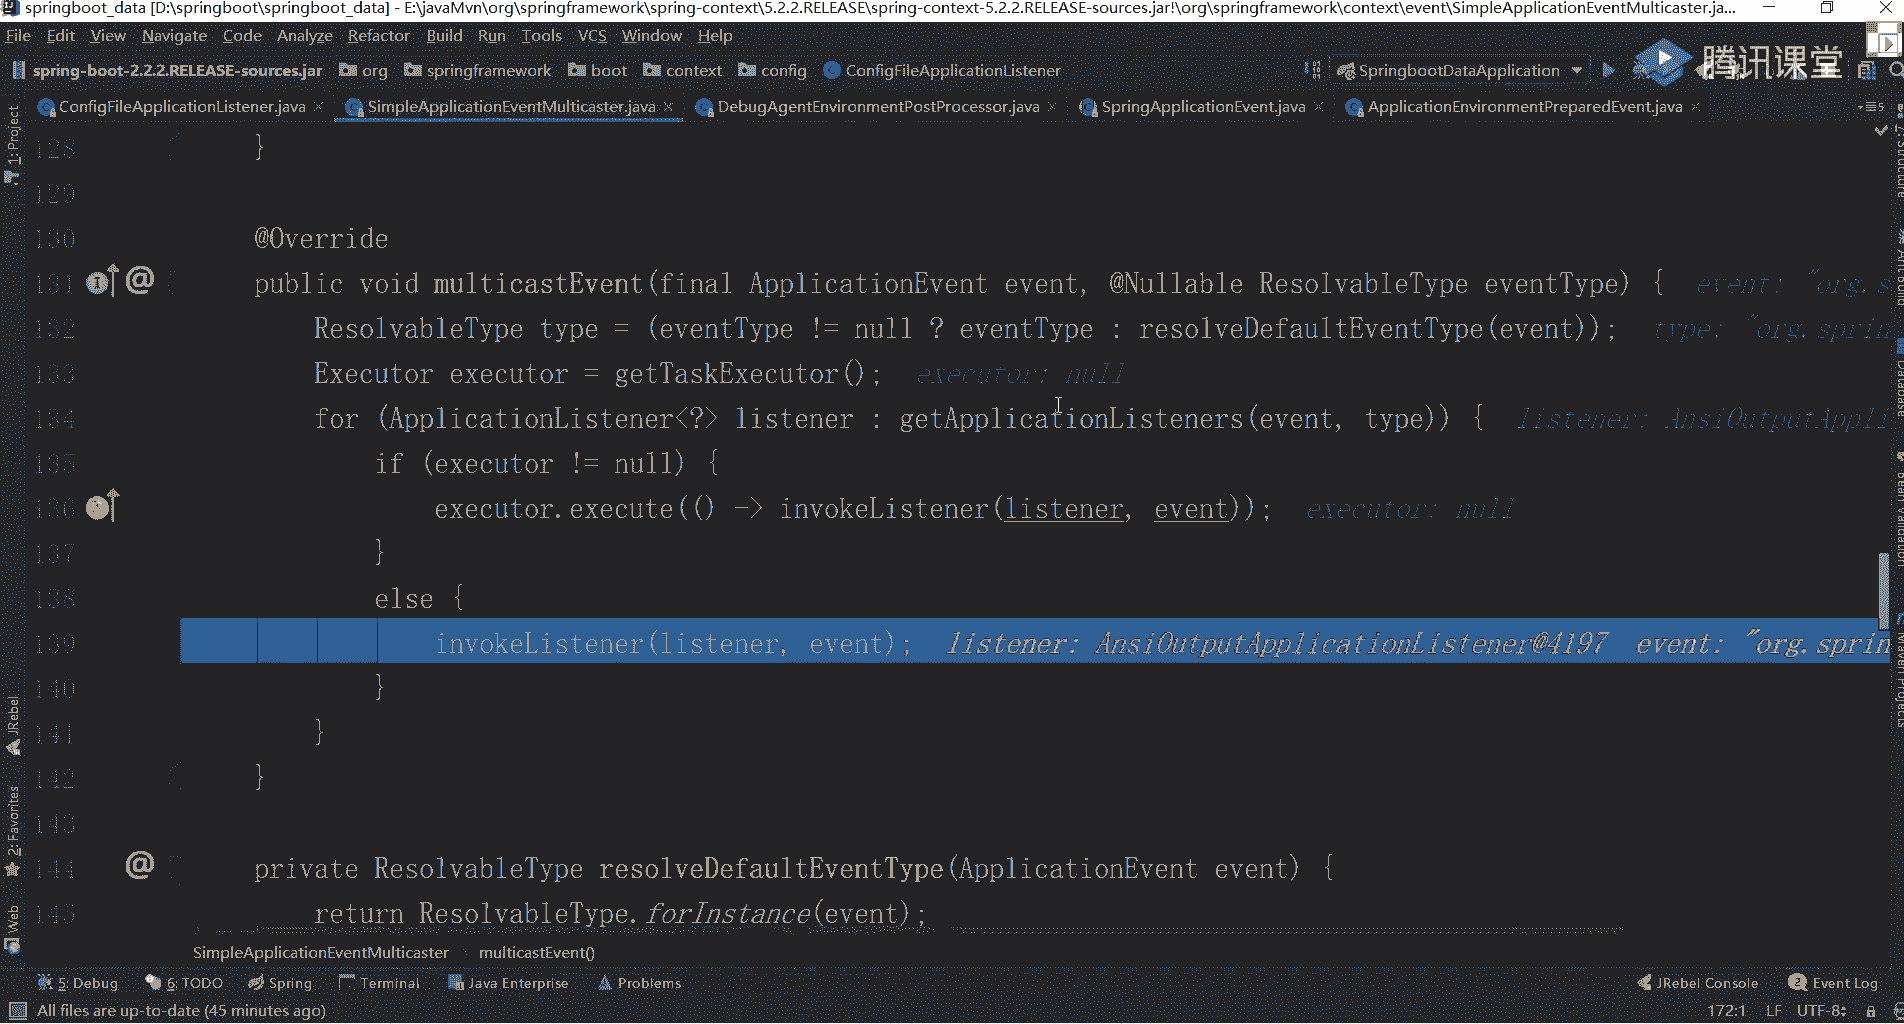 springboot_data [D:\springboot\springboot_data] - E:\javaMvn\org\springframework\spring-context\5.2.2.RELEASE\spring-context-5.2.2.RELEASE-sources.jar!\org\springframework\context\event\SimpleApplicationEventMulticaster.ja...
File Edit View Navigate Code Analyze Refactor Build Run Tools VCS Window Help
spring-boot-2.2.2.RELEASE-sources.jar org springframework boot context config ConfigFileApplicationListener SpringbootDataApplication 腾讯课堂
ConfigFileApplicationListener.java SimpleApplicationEventMulticaster.java DebugAgentEnvironmentPostProcessor.java SpringApplicationEvent.java ApplicationEnvironmentPreparedEvent.java 5
1: Project
128 }
129
130 @Override
131 @ public void multicastEvent(final ApplicationEvent event, @Nullable ResolvableType eventType) { event: "org.s
132 ResolvableType type = (eventType != null ? eventType : resolveDefaultEventType(event)); type: "org.sprin
133 Executor executor = getTaskExecutor(); executor: null
134 for (ApplicationListener<?> listener : getApplicationListeners(event, type)) { listener: AnsiOutputAppli
135 if (executor != null) {
136 executor.execute(() -> invokeListener(listener, event)); executor: null
137 }
138 else {
139 invokeListener(listener, event); listener: AnsiOutputApplicationListener@4197 event: "org.sprin
140 }
141 }
142 }
143
144 @ private ResolvableType resolveDefaultEventType(ApplicationEvent event) {
145 return ResolvableType.forInstance(event);
JRebel
2: Favorites
Web
Database
Bean Validation
Maven Projects
SimpleApplicationEventMulticaster multicastEvent()
5: Debug 6: TODO Spring Terminal Java Enterprise Problems JRebel Console 2 Event Log
All files are up-to-date (45 minutes ago) 172:1 LF UTF-8